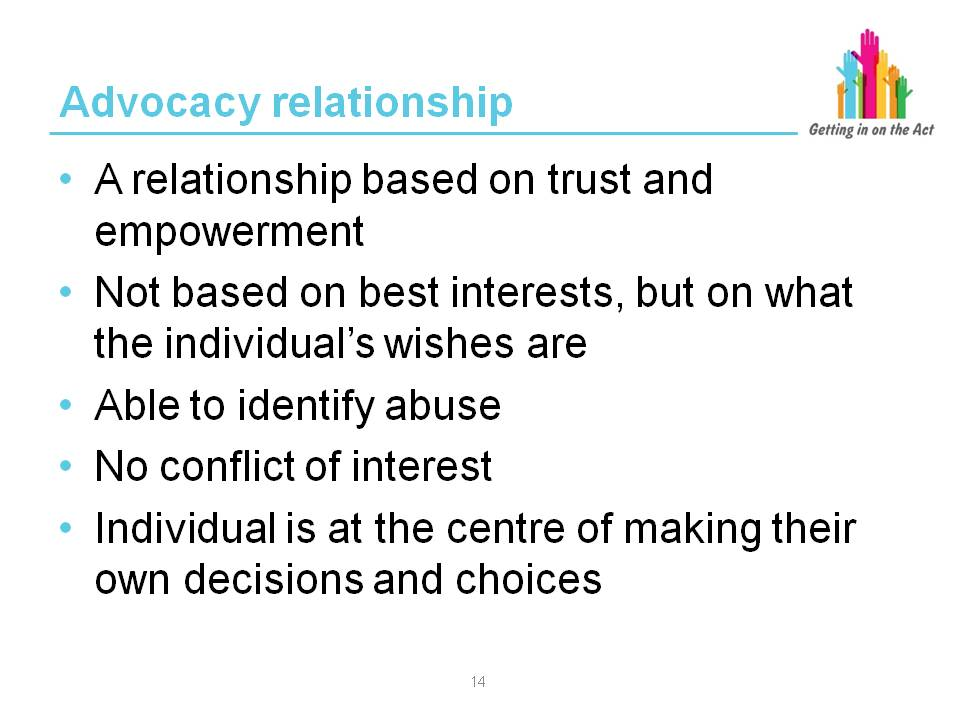 Advocacy relationship
Getting in on the Act
• A relationship based on trust and
empowerment
• Not based on best interests, but on what
the individual’s wishes are
• Able to identify abuse
• No conflict of interest
• Individual is at the centre of making their
own decisions and choices
14